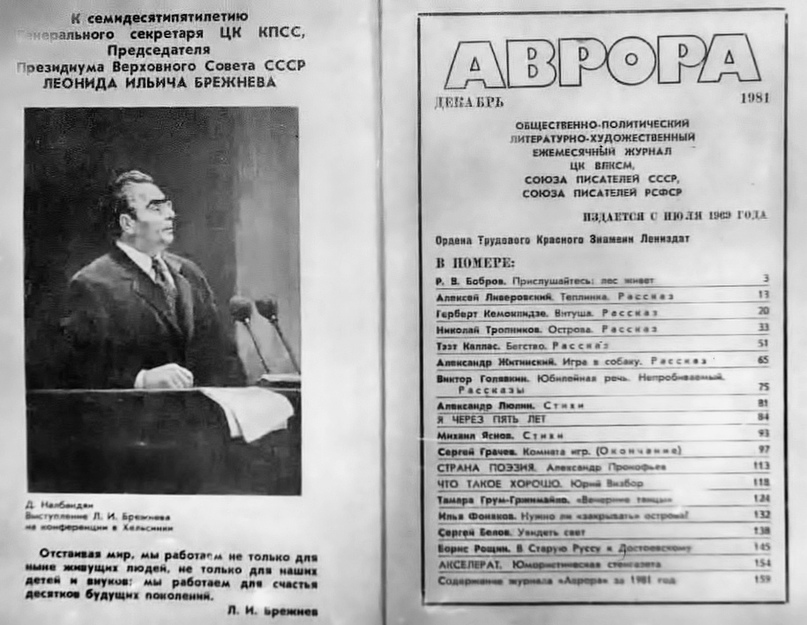 К семидесятипятилетию
Генерального секретаря ЦК КПСС,
Председателя
Президиума Верховного Совета СССР
ЛЕОНИДА ИЛЬИЧА БРЕЖНЕВА
Д. Налбандян
Выступление Л. И. Брежнева
на конференции в Хельсинки
Отстаивая мир, мы работаем не только для
ныне живущих людей, не только для наших
детей и внуков: мы работаем для счастья
десятков будущих поколений.
Л. И. Брежнев
АВРОРА
ДЕКАБРЬ 1981
ОБЩЕСТВЕННО-ПОЛИТИЧЕСКИЙ
ЛИТЕРАТУРНО-ХУДОЖЕСТВЕННЫЙ
ЕЖЕМЕСЯЧНЫЙ ЖУРНАЛ
ЦК ВЛКСМ,
СОЮЗА ПИСАТЕЛЕЙ СССР,
СОЮЗА ПИСАТЕЛЕЙ РСФСР
ИЗДАЕТСЯ С ИЮЛЯ 1969 ГОДА
Ордена Трудового Красного Знамени Лениздат
В НОМЕРЕ:
Р. В. Бобров. Прислушайтесь: лес живет 3
Алексей Ливеровский. Теплинка. Рассказ 13
Герберт Кемоклидзе. Витуша. Рассказ 20
Николай Тропников. Острова. Рассказ 33
Тээт Каллас. Бегство. Рассказ 51
Александр Житинский. Игра в собаку. Рассказ 65
Виктор Голявкин. Юбилейная речь. Непробиваемый.
Рассказы 75
Александр Люлин. Стихи 81
Я ЧЕРЕЗ ПЯТЬ ЛЕТ 84
Михаил Яснов. Стихи 93
Сергей Грачев. Комната игр. (Окончание) 97
СТРАНА ПОЭЗИЯ. Александр Прокофьев 113
ЧТО ТАКОЕ ХОРОШО. Юрий Визбор 118
Тамара Грум-Гржимайло. «Вечерние танцы» 124
Илья Фоняков. Нужно ли «закрывать» острова? 132
Сергей Белов. Увидеть свет 138
Борис Рощин. В Старую Руссу к Достоевскому 145
АКСЕЛЕРАТ. Юмористическая стенгазета 154
Содержание журнала «Аврора» за 1981 год 159